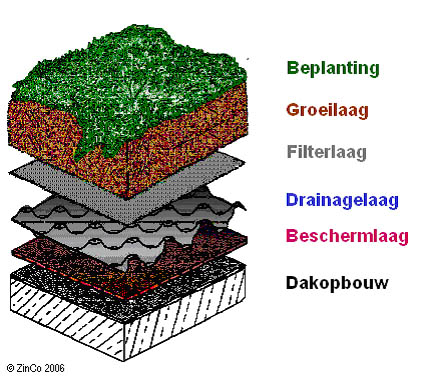 Beplanting
Groeilaag
Filterlaag
Drainagelaag
Beschermlaag
Dakopbouw
© ZinCo 2006